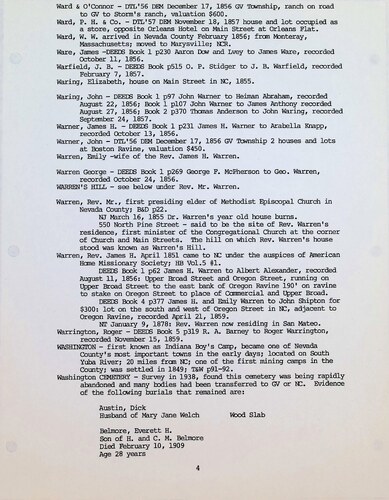 Ward & O'Connor - DTL'56 DEM December 17, 1856 GV Township, ranch on road
to GV to Storm's ranch, valuation $600.
Ward, P. H. & Co. - DTL'57 DEM November 18, 1857 house and lot occupied as
a store, opposite Orleans Hotel on Main Street at Orleans Flat.
Ward, W. W. arrived in Nevada County February 1856; from Monteray,
Massachusetts; moved to Marysville; NCR.
Ware, James -DEEDS Book 1 p230 Aaron Dow and Ivey to James Ware, recorded
October 11, 1856.
Warfield, J. B. - DEEDS Book p515 O. P. Stidger to J. B. Warfield, recorded
February 7, 1857.
Waring, Elizabeth, house on Main Street in NC, 1855.
Waring, John - DEEDS Book 1 p97 John Warner to Heiman Abraham, recorded
August 22, 1856; Book 1 p107 John Warner to James Anthony recorded
August 27, 1856; Book 2 p370 Thomas Anderson to John Waring, recorded
September 24, 1857.
Warner, James H. - DEEDS Book 1 p231 James H. Warner to Arabella Knapp,
recorded October 13, 1856.
Warner, John - DTL'56 DEM December 17, 1856 GV Township 2 houses and lots
at Boston Ravine, valuation $450.
Warren, Emily -wife of the Rev. James H. Warren.
Warren George - DEEDS Book 1 p269 George F. McPherson to Geo. Warren,
recorded October 24, 1856.
WARREN'S HILL - see below under Rev. Mr. Warren.
Warren, Rev. Mr., first presiding elder of Methodist Episcopal Church in
Nevada County; B&D p22.
NJ March 16, 1855 Dr. Warren's year old house burns.
550 North Pine Street - said to be the site of Rev. Warren's
residence, first minister of the Congregational Church at the corner
of Church and Main Streets. The hill on which Rev. Warren's house
stood was known as Warren's Hill.
Warren, Rev. James H. April 1851 came to NC under the auspices of American
Home Missionary Society; HB Vol.5 #1.
DEEDS Book 1 p62 James H. Warren to Albert Alexander, recorded
August 11, 1856: Upper Broad Street and Oregon Street, running on
Upper Broad Street to the east bank of Oregon Ravine 190' on ravine
to stake on Oregon Street to place of Commercial and Upper Broad.
DEEDS Book 4 p377 James H. and Emily Warren to John Shipton for
$300: lot on the south and west of Oregon Street in NC, adjacent to
Oregon Ravine, recorded April 21, 1859.
NT January 9, 1878: Rev. Warren now residing in San Mateo.
Warrington, Roger - DEEDS Book 5 p319 R. A. Barney to Roger Warrington,
recorded November 15, 1859.
WASHINGTON - first known as Indiana Boy's Camp, became one of Nevada
County's most important towns in the early days; located on South
Yuba River; 20 miles from NC; one of the first mining camps in the
County; was settled in 1849; T&W p91-92.
Washington CEMETERY - Survey in 1938, found this cemetery was being rapidly
abandoned and many bodies had been transferred to GV or NC. Evidence
of the following burials that remained are:
Austin, Dick
Husband of Mary Jane Welch Wood Slab
Belmore, Everett H.
Son of H. and C. M. Belmore
Died February 10, 1909
Age 28 years
4